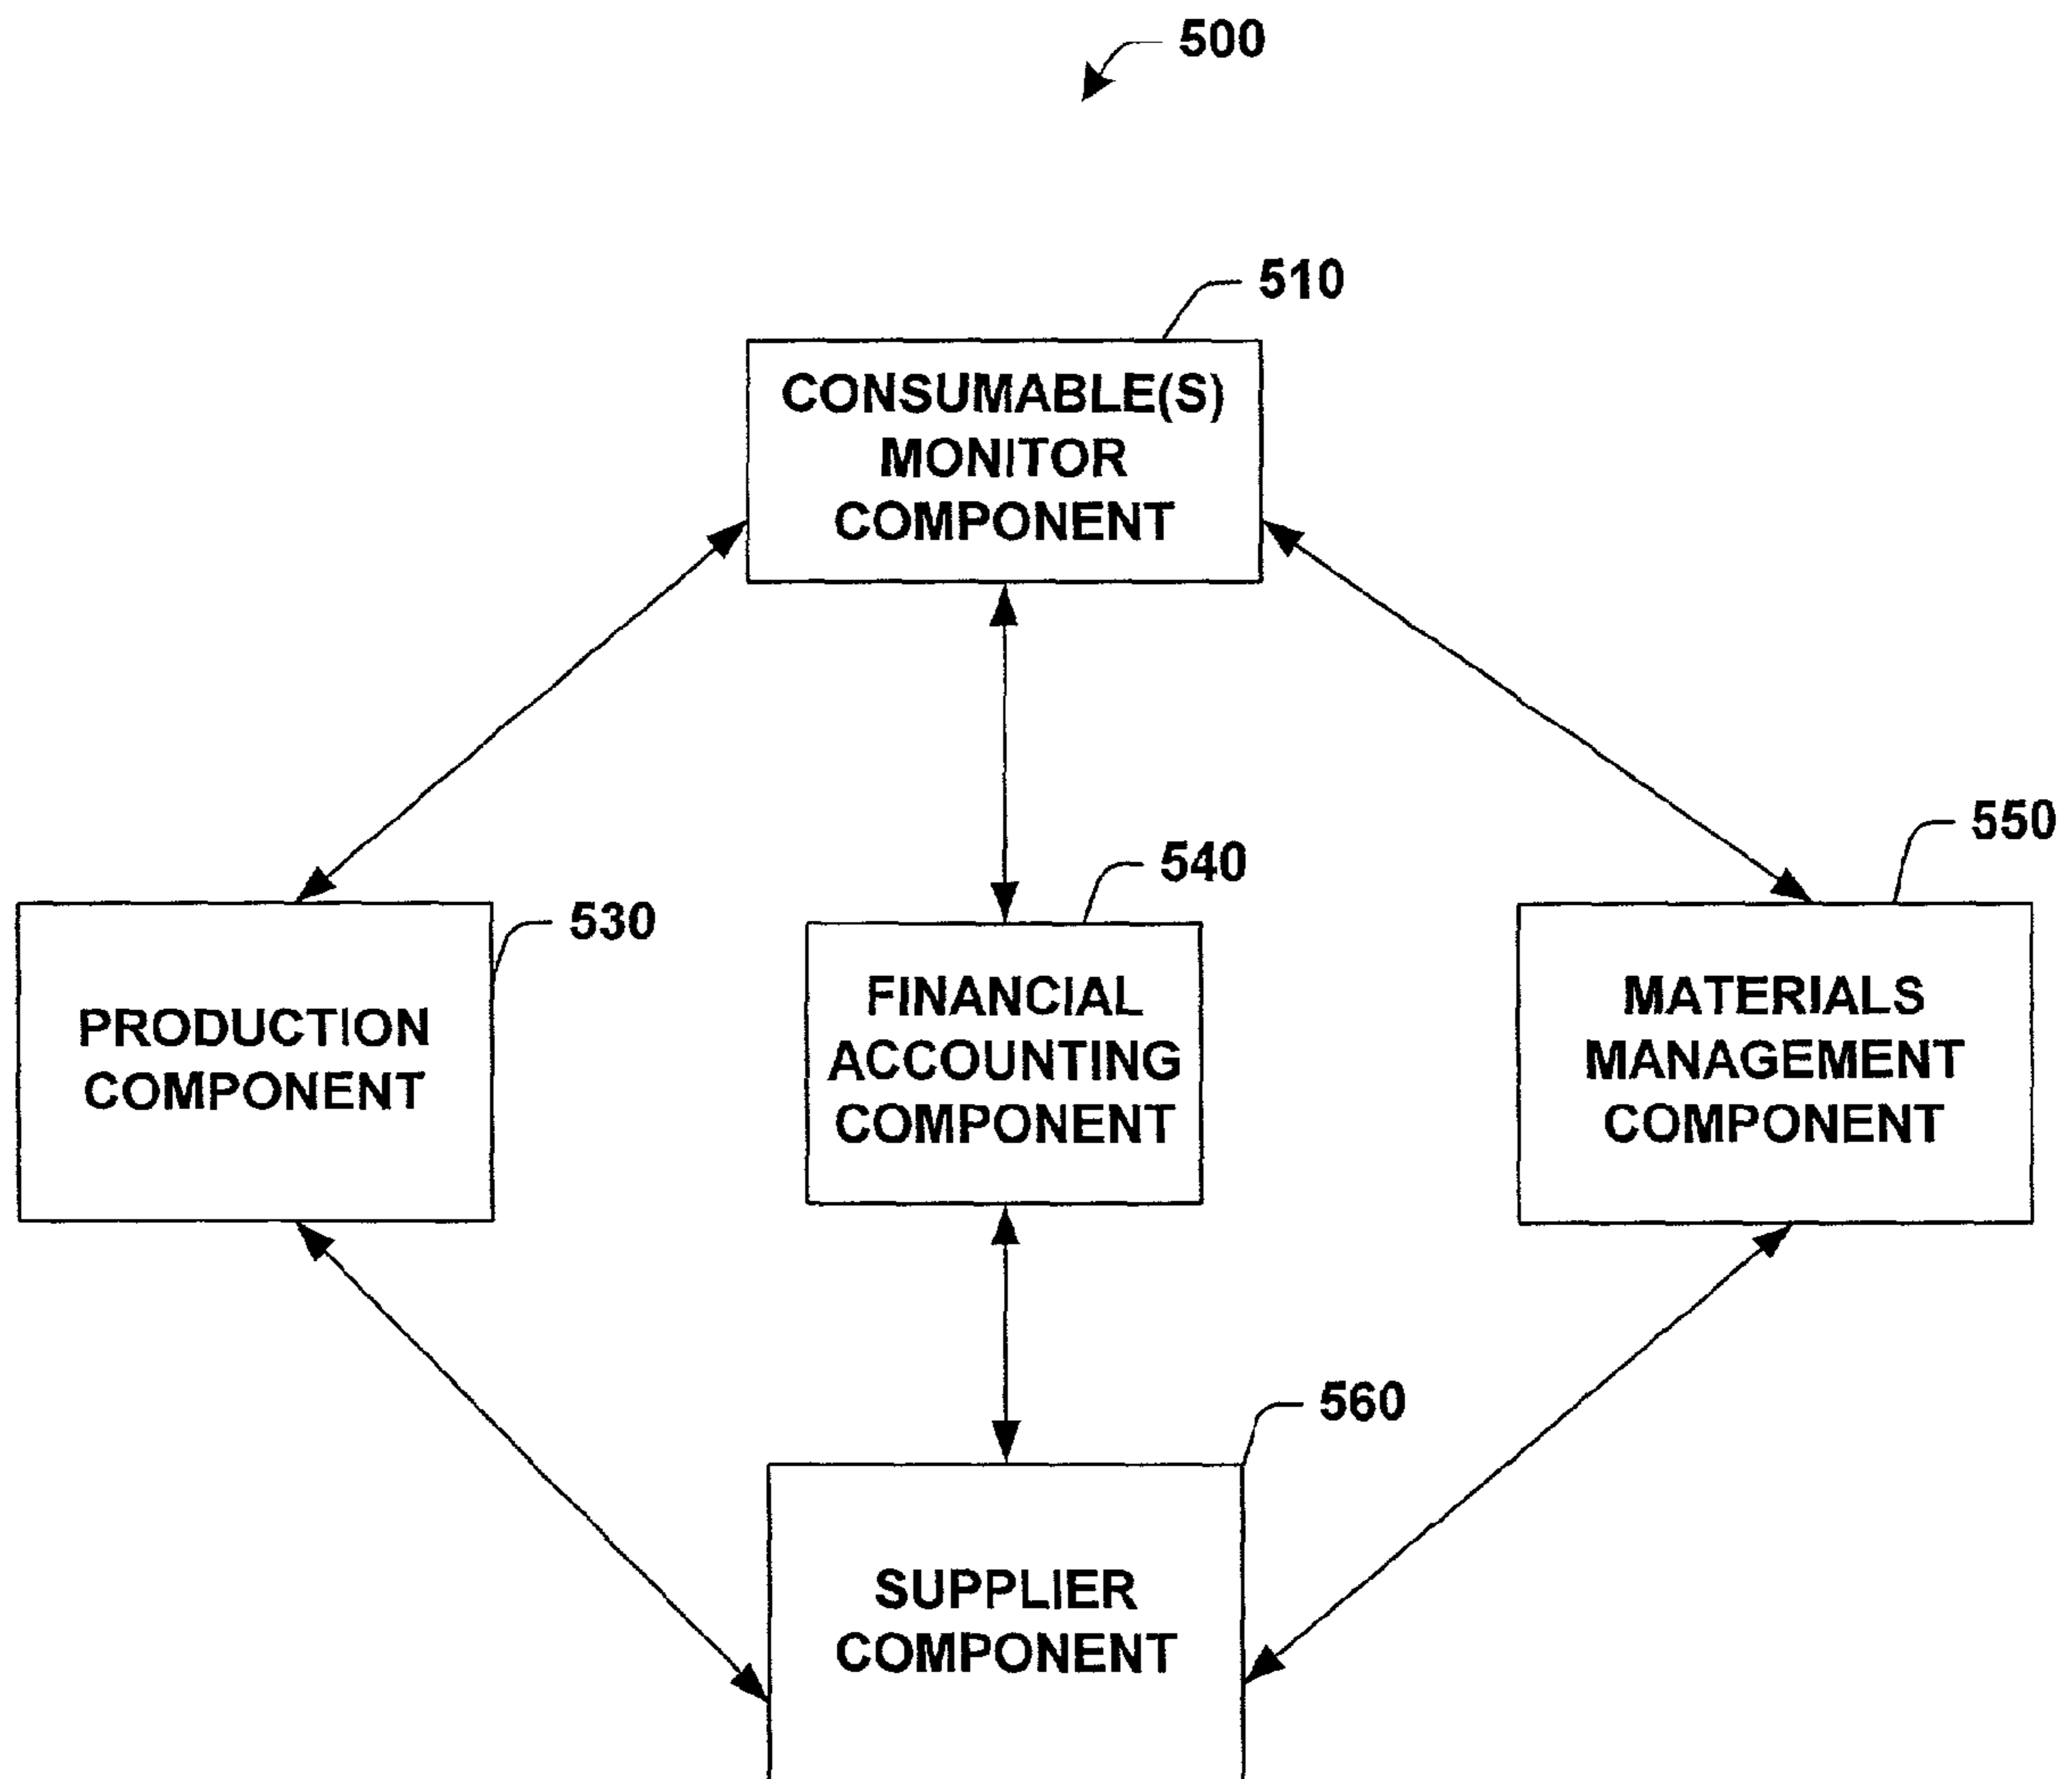 500
510
CONSUMABLE(S)
MONITOR
COMPONENT
550
540
530
PRODUCTION
COMPONENT
FINANCIAL
ACCOUNTING
COMPONENT
MATERIALS
MANAGEMENT
COMPONENT
560
SUPPLIER
COMPONENT